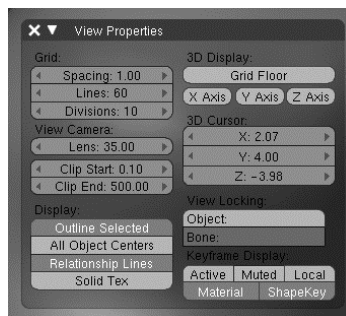 View Properties
Grid:
Spacing: 1.00
Lines: 60
Divisions: 10
View Camera:
Lens: 35.00
Clip Start: 0.10
Clip End: 500.00
Display:
Outline Selected
All Object Centers
Relationship Lines
Solid Tex
3D Display:
Grid Floor
X Axis Y Axis Z Axis
3D Cursor:
X: 2.07
Y: 4.00
Z: -3.98
View Locking:
Object:
Bone:
Keyframe Display:
Active Muted Local
Material ShapeKey